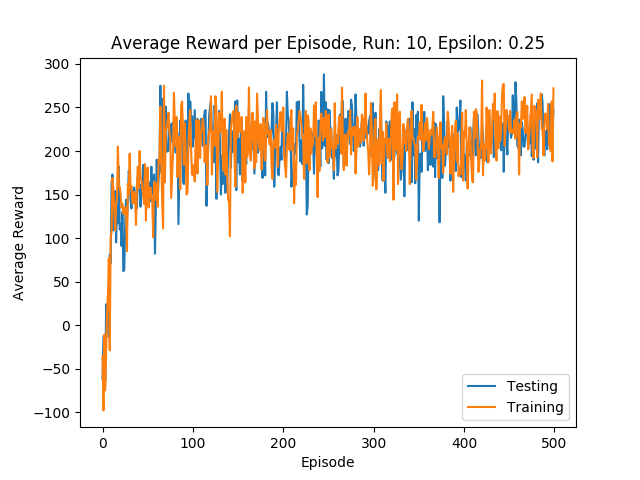 Average Reward per Episode, Run: 10, Epsilon: 0.25
300
250
200
150
100
50
0
−50
−100
Average Reward
0 100 200 300 400 500
Episode
Testing
Training